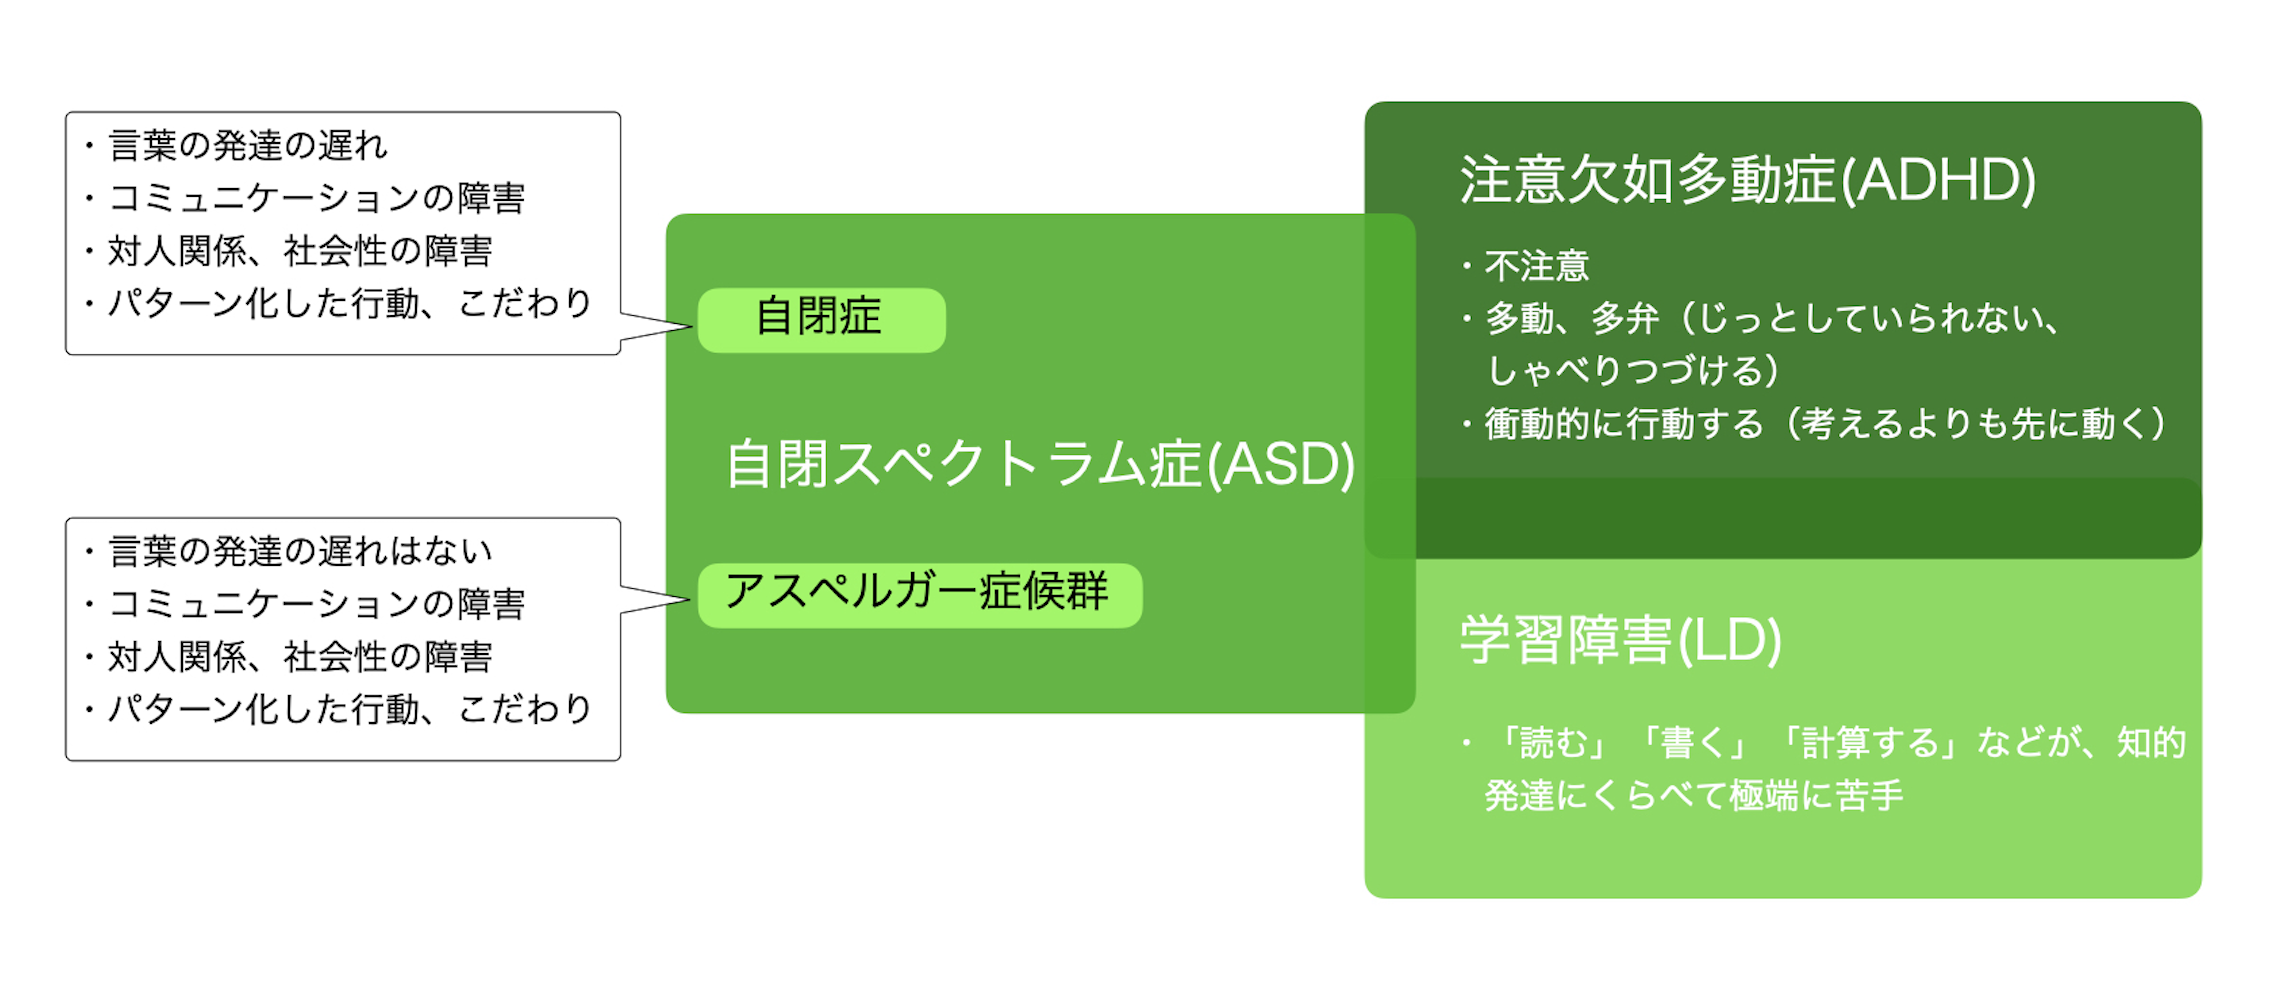 ・言葉の発達の遅れ
・コミュニケーションの障害
・対人関係、社会性の障害
・パターン化した行動、こだわり
自閉症
自閉スペクトラム症(ASD)
アスペルガー症候群
・言葉の発達の遅れはない
・コミュニケーションの障害
・対人関係、社会性の障害
・パターン化した行動、こだわり
注意欠如多動症(ADHD)
・不注意
・多動、多弁（じっとしていられない、
しゃべりつづける）
・衝動的に行動する（考えるよりも先に動く）
学習障害(LD)
・「読む」「書く」「計算する」などが、知的
発達にくらべて極端に苦手